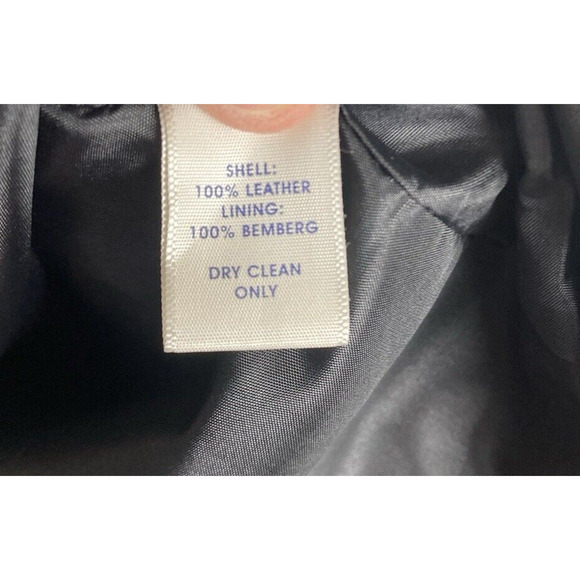 SHELL:
100% LEATHER
LINING:
100% BEMBERG
DRY CLEAN
ONLY